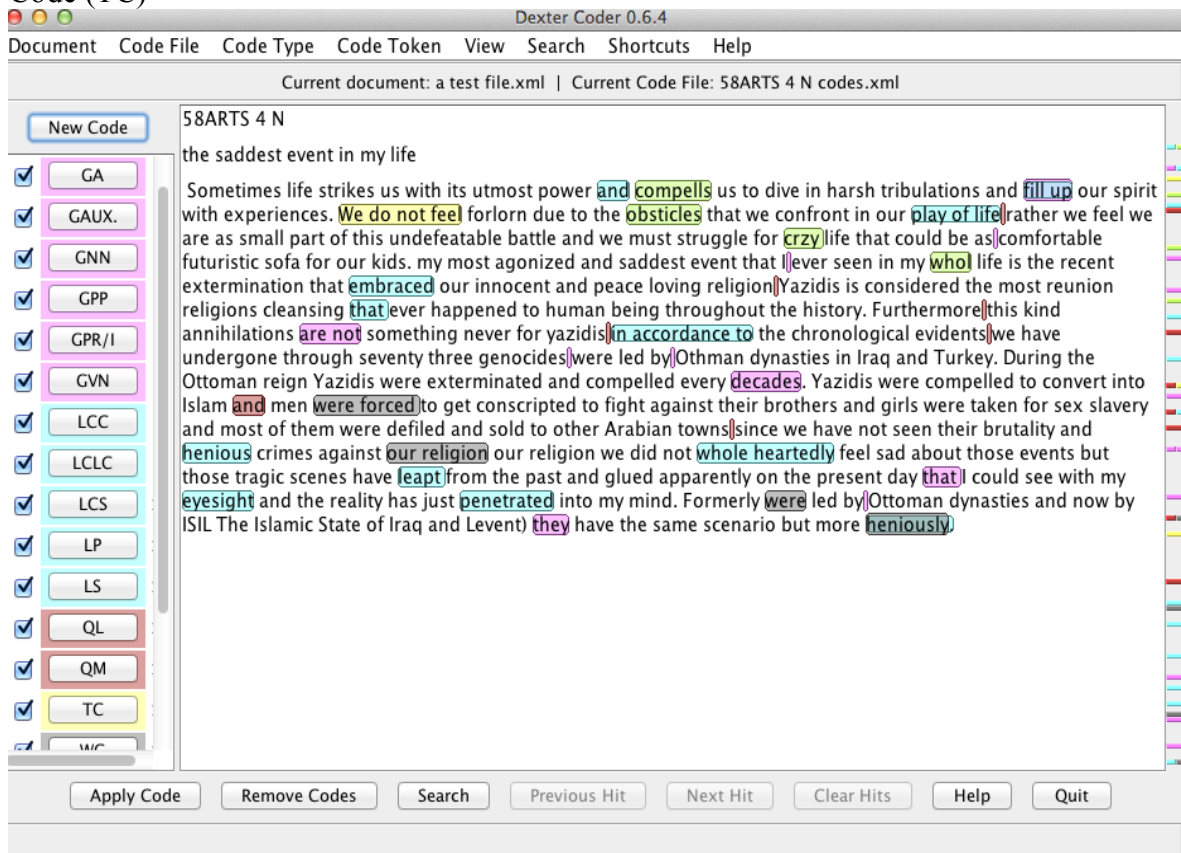 Code (TC)
Dexter Coder 0.6.4
Document Code File Code Type Code Token View Search Shortcuts Help
Current document: a test file.xml | Current Code File: 58ARTS 4 N codes.xml
New Code
GA
GAUX.
GNN
GPP
GPR/I
GVN
LCC
LCLC
LCS
LP
LS
QL
QM
TC
WC
58ARTS 4 N
the saddest event in my life
Sometimes life strikes us with its utmost power and compells us to dive in harsh tribulations and fill up our spirit
with experiences. We do not feel forlorn due to the obsticles that we confront in our play of life rather we feel we
are as small part of this undefeatable battle and we must struggle for crzy life that could be as comfortable
futuristic sofa for our kids. my most agonized and saddest event that I ever seen in my whol life is the recent
extermination that embraced our innocent and peace loving religion Yazidis is considered the most reunion
religions cleansing that ever happened to human being throughout the history. Furthermore this kind
annihilations are not something never for yazidis in accordance to the chronological evidents we have
undergone through seventy three genocides were led by Othman dynasties in Iraq and Turkey. During the
Ottoman reign Yazidis were exterminated and compelled every decades. Yazidis were compelled to convert into
Islam and men were forced to get conscripted to fight against their brothers and girls were taken for sex slavery
and most of them were defiled and sold to other Arabian towns since we have not seen their brutality and
henious crimes against our religion our religion we did not whole heartedly feel sad about those events but
those tragic scenes have leapt from the past and glued apparently on the present day that I could see with my
eyesight and the reality has just penetrated into my mind. Formerly were led by Ottoman dynasties and now by
ISIL The Islamic State of Iraq and Levent) they have the same scenario but more heniously.
Apply Code Remove Codes Search Previous Hit Next Hit Clear Hits Help Quit